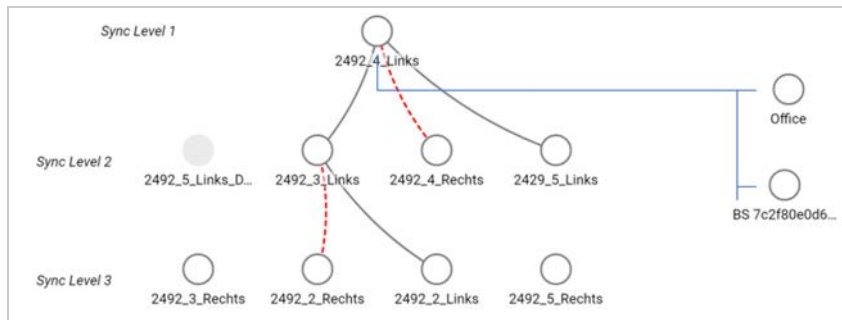 Sync Level 1
2492_4_Links
Office
Sync Level 2
2492_5_Links_D...
2492_3_Links
2492_4_Rechts
2429_5_Links
BS 7c2f80e0d6...
Sync Level 3
2492_3_Rechts
2492_2_Rechts
2492_2_Links
2492_5_Rechts